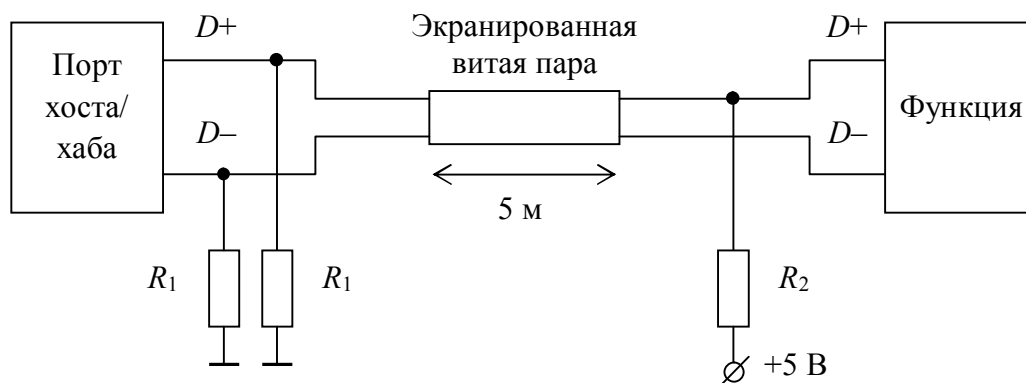 Порт
хоста/
хаба
D+
D–
Экранированная
витая пара
5 м
D+
D–
Функция
R1
R1
R2
+5 В